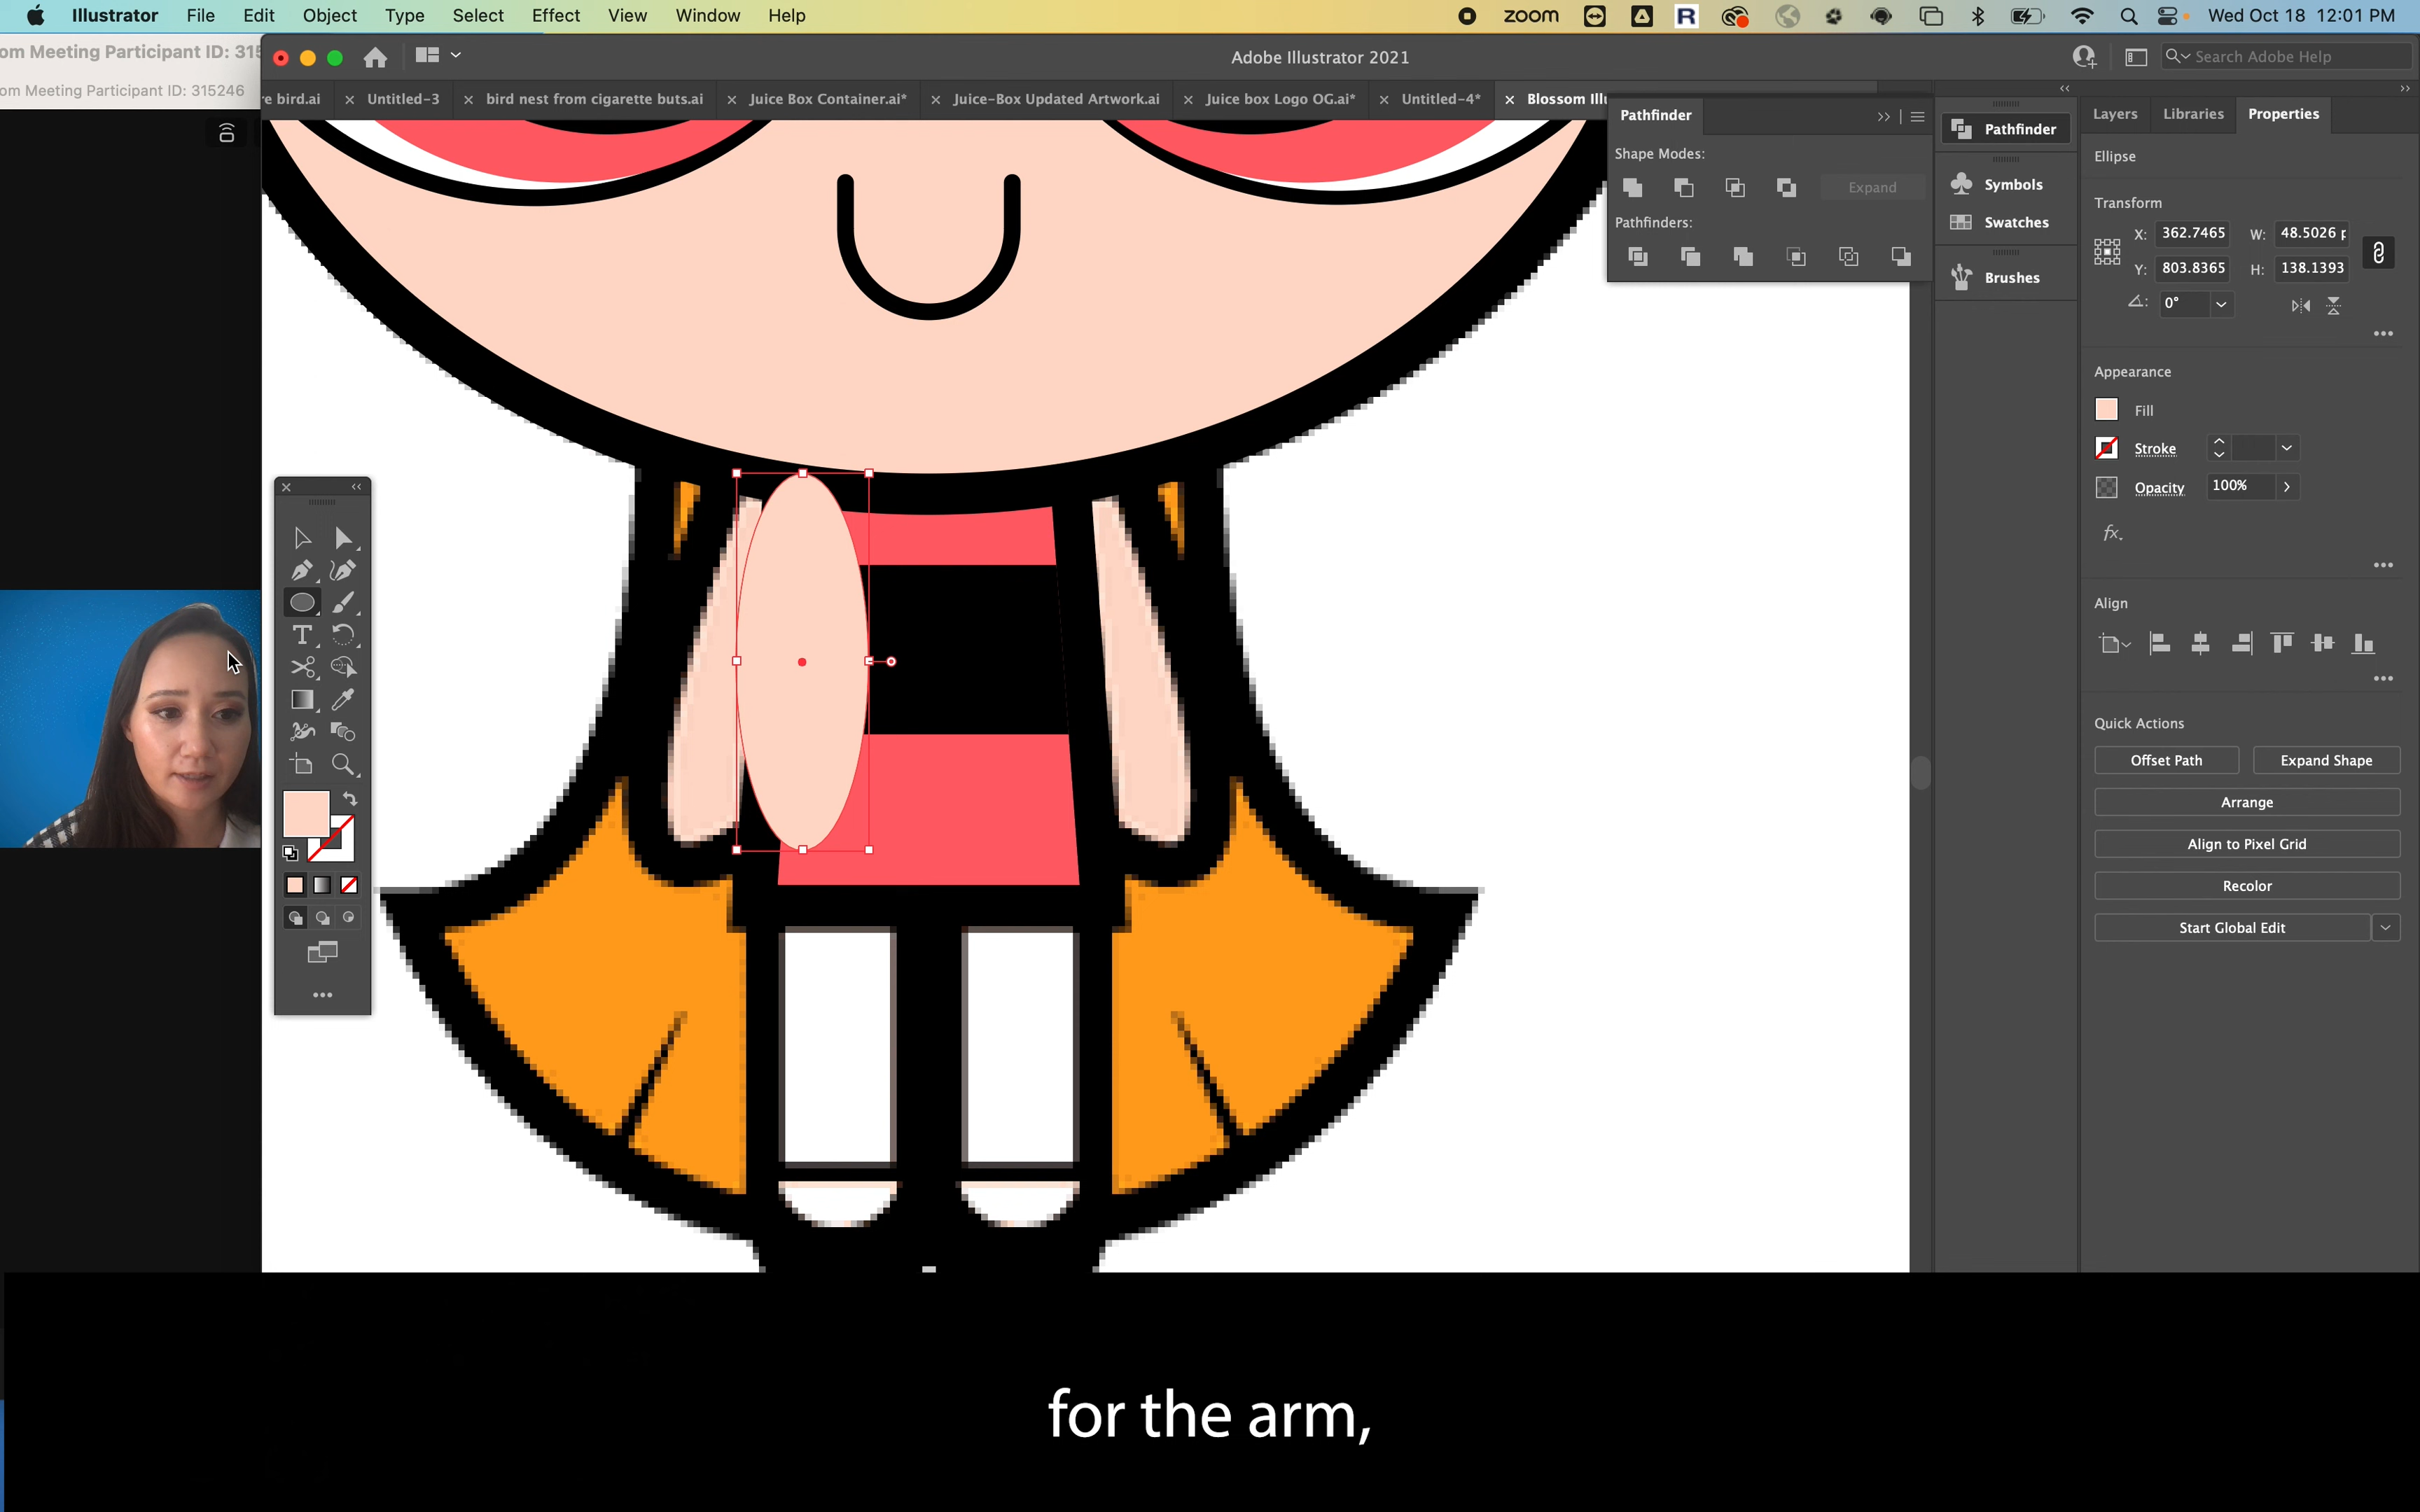 Illustrator File Edit Object Type Select Effect View Window Help zoom R Wed Oct 18 12:01 PM
om Meeting Participant ID: 315
Adobe Illustrator 2021
Search Adobe Help
om Meeting Participant ID: 315246
re bird.ai × Untitled-3 × bird nest from cigarette buts.ai × Juice Box Container.ai* × Juice-Box Updated Artwork.ai × Juice box Logo OG.ai* × Untitled-4* × Blossom Illu
Pathfinder
Shape Modes:
Expand
Pathfinders:
Pathfinder
Symbols
Swatches
Brushes
Layers Libraries Properties
Ellipse
Transform
X: 362.7465 W: 48.5026 p
Y: 803.8365 H: 138.1393
0°
Appearance
Fill
Stroke
Opacity 100%
fx.
Align
Quick Actions
Offset Path Expand Shape
Arrange
Align to Pixel Grid
Recolor
Start Global Edit
for the arm,